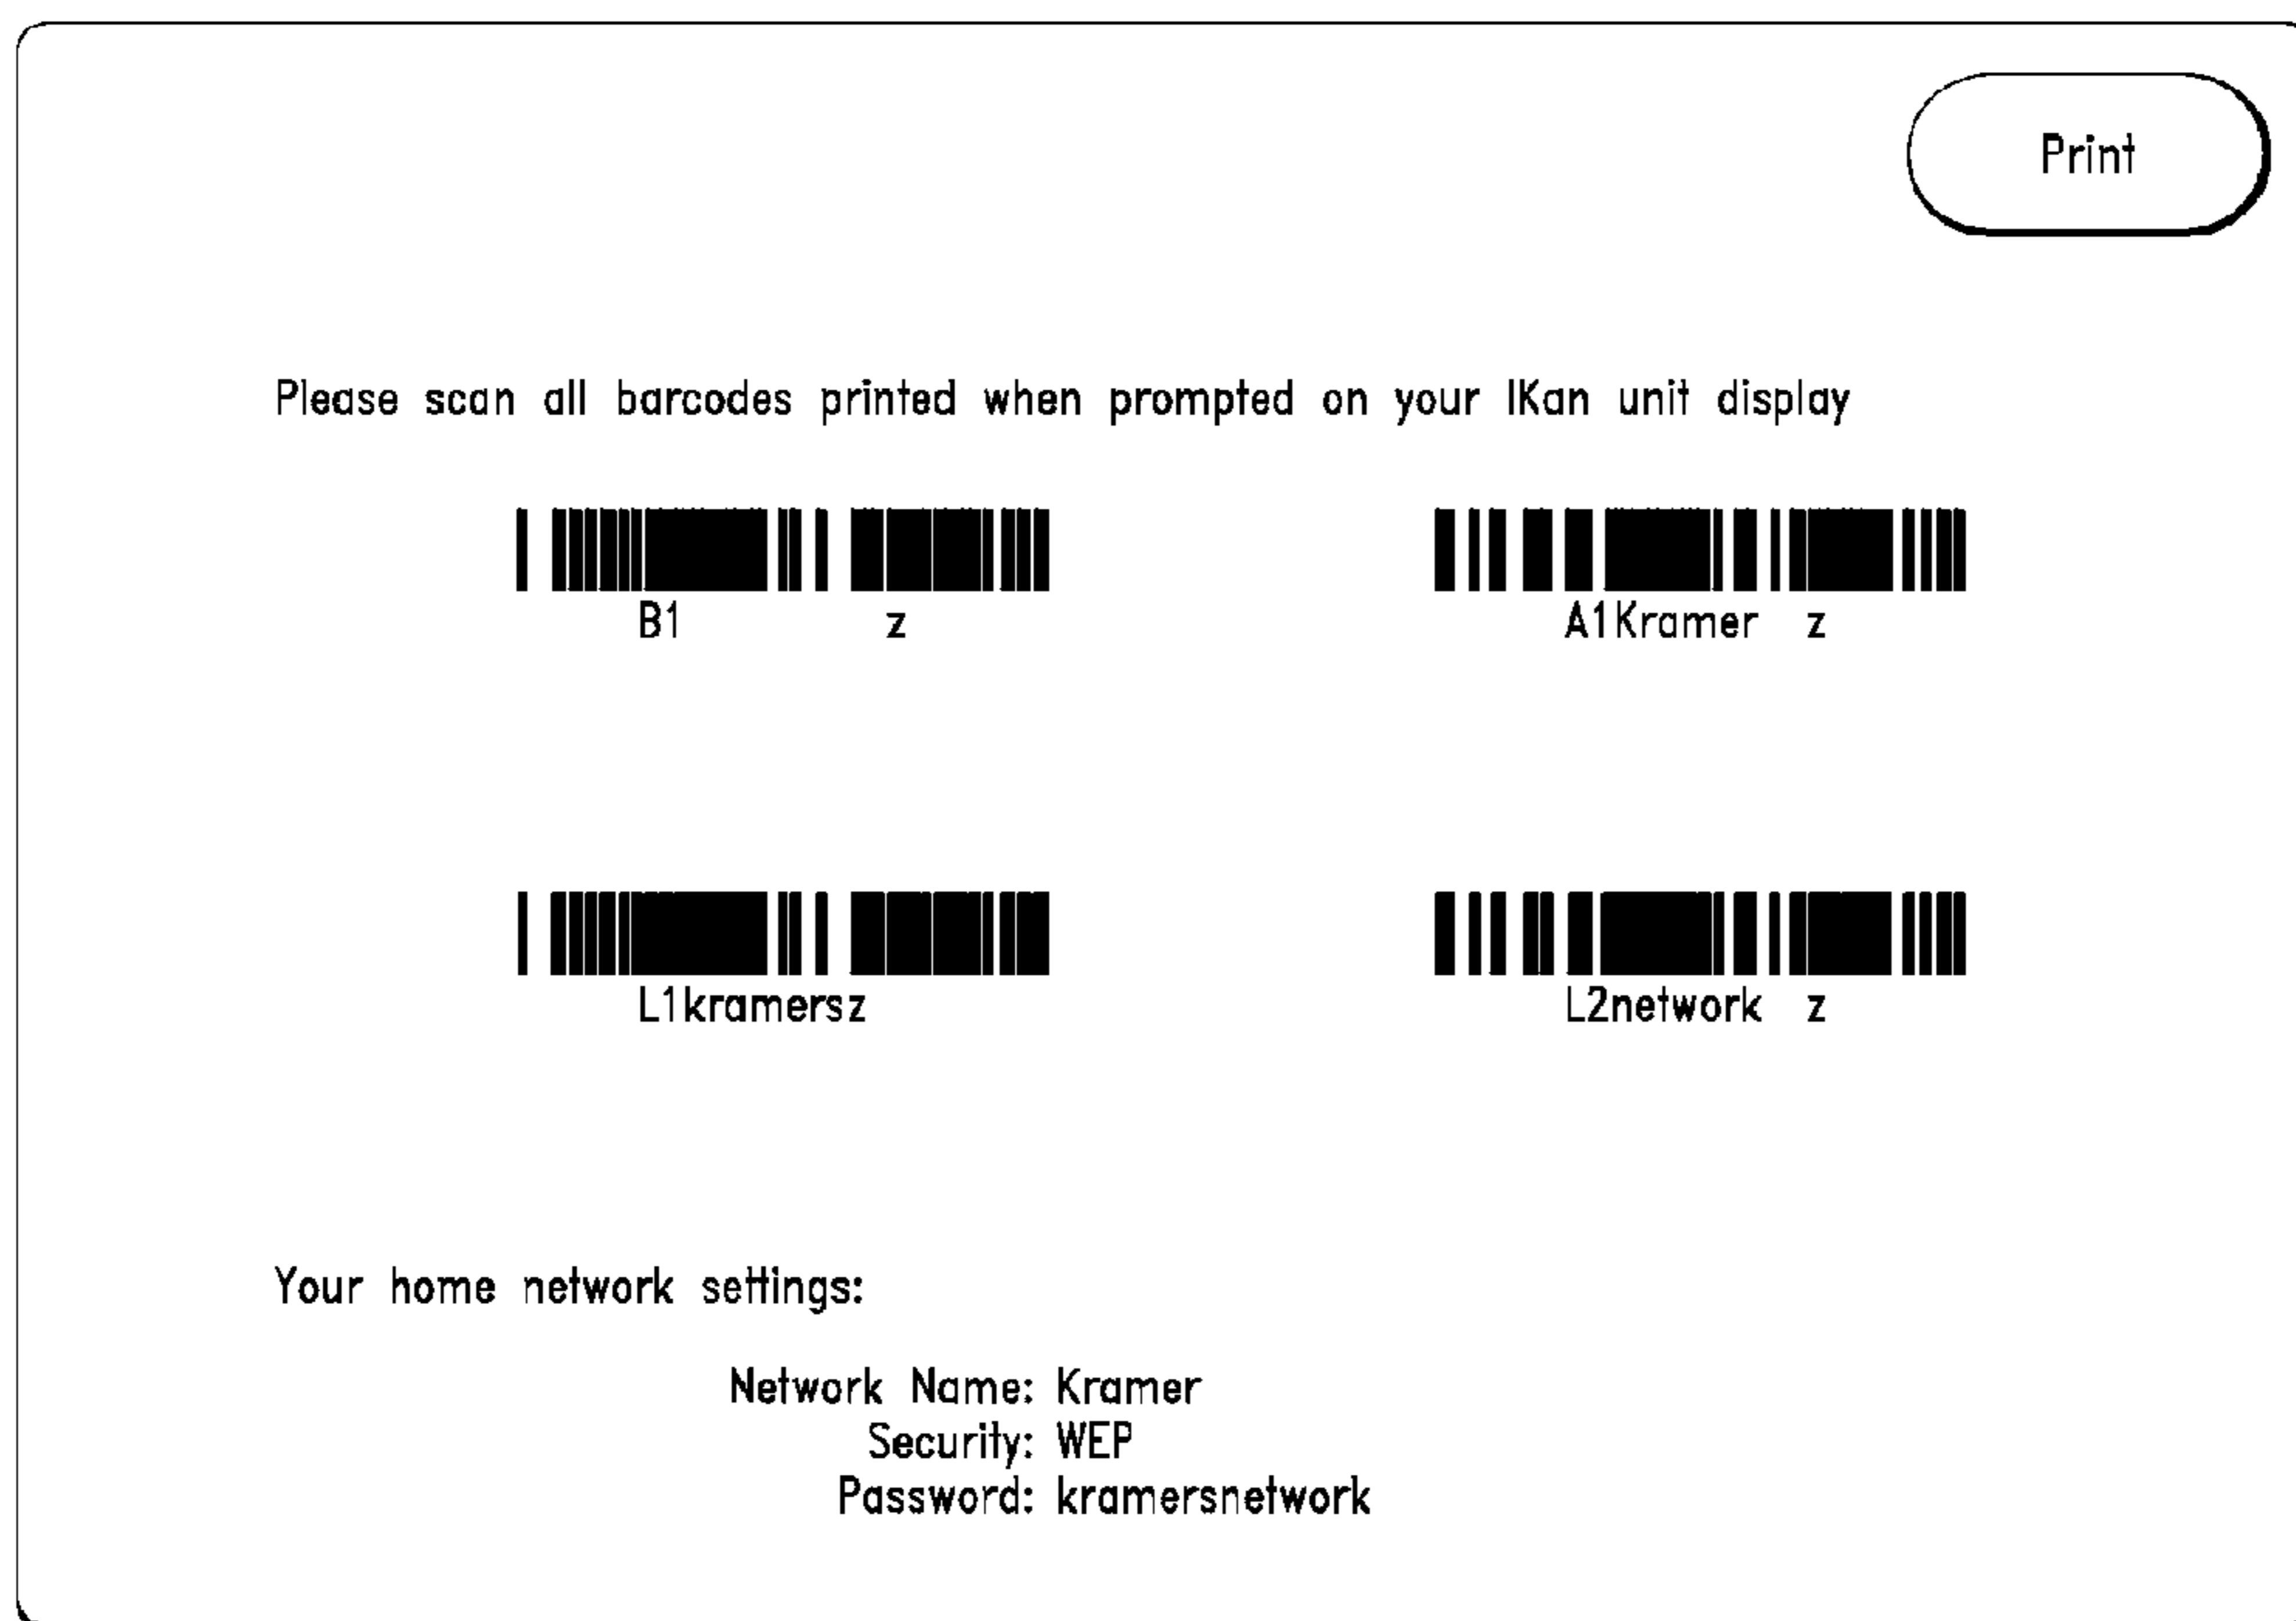 Print
Please scan all barcodes printed when prompted on your IKan unit display
B1 z
A1Kramer z
L1kramersz
L2network z
Your home network settings:
Network Name: Kramer
Security: WEP
Password: kramersnetwork